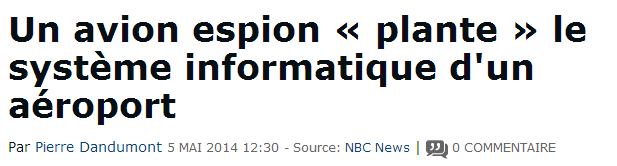 Un avion espion « plante » le
système informatique d'un
aéroport
Par Pierre Dandumont 5 MAI 2014 12:30 - Source: NBC News | 0 COMMENTAIRE